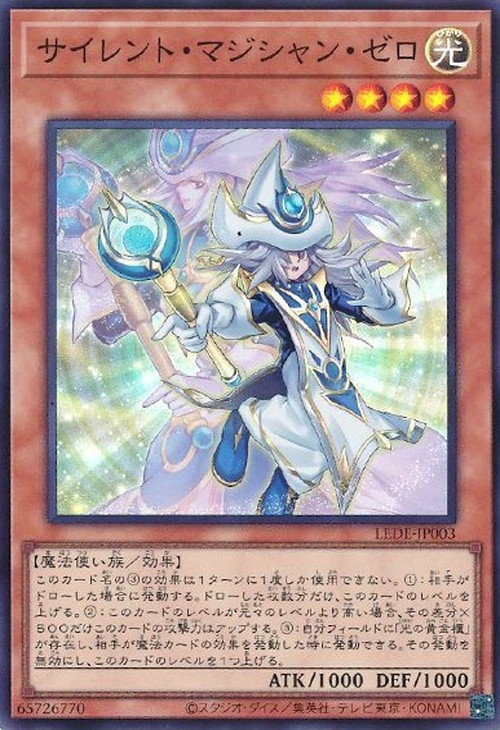 サイレント・マジシャン・ゼロ
光
LEDE-JP003
【魔法使い族／効果】
このカード名の③の効果は１ターンに１度しか使用できない。①：相手が
ドローした場合に発動する。ドローした枚数分だけ、このカードのレベルを
上げる。②：このカードのレベルが元々のレベルより高い場合、その差分×
５００だけこのカードの攻撃力はアップする。③：自分フィールドに「光の黄金櫃」
が存在し、相手が魔法カードの効果を発動した時に発動できる。その発動を
無効にし、このカードのレベルを１つ上げる。
ATK/1000 DEF/1000
65726770 ©スタジオ・ダイス／集英社・テレビ東京・KONAMI